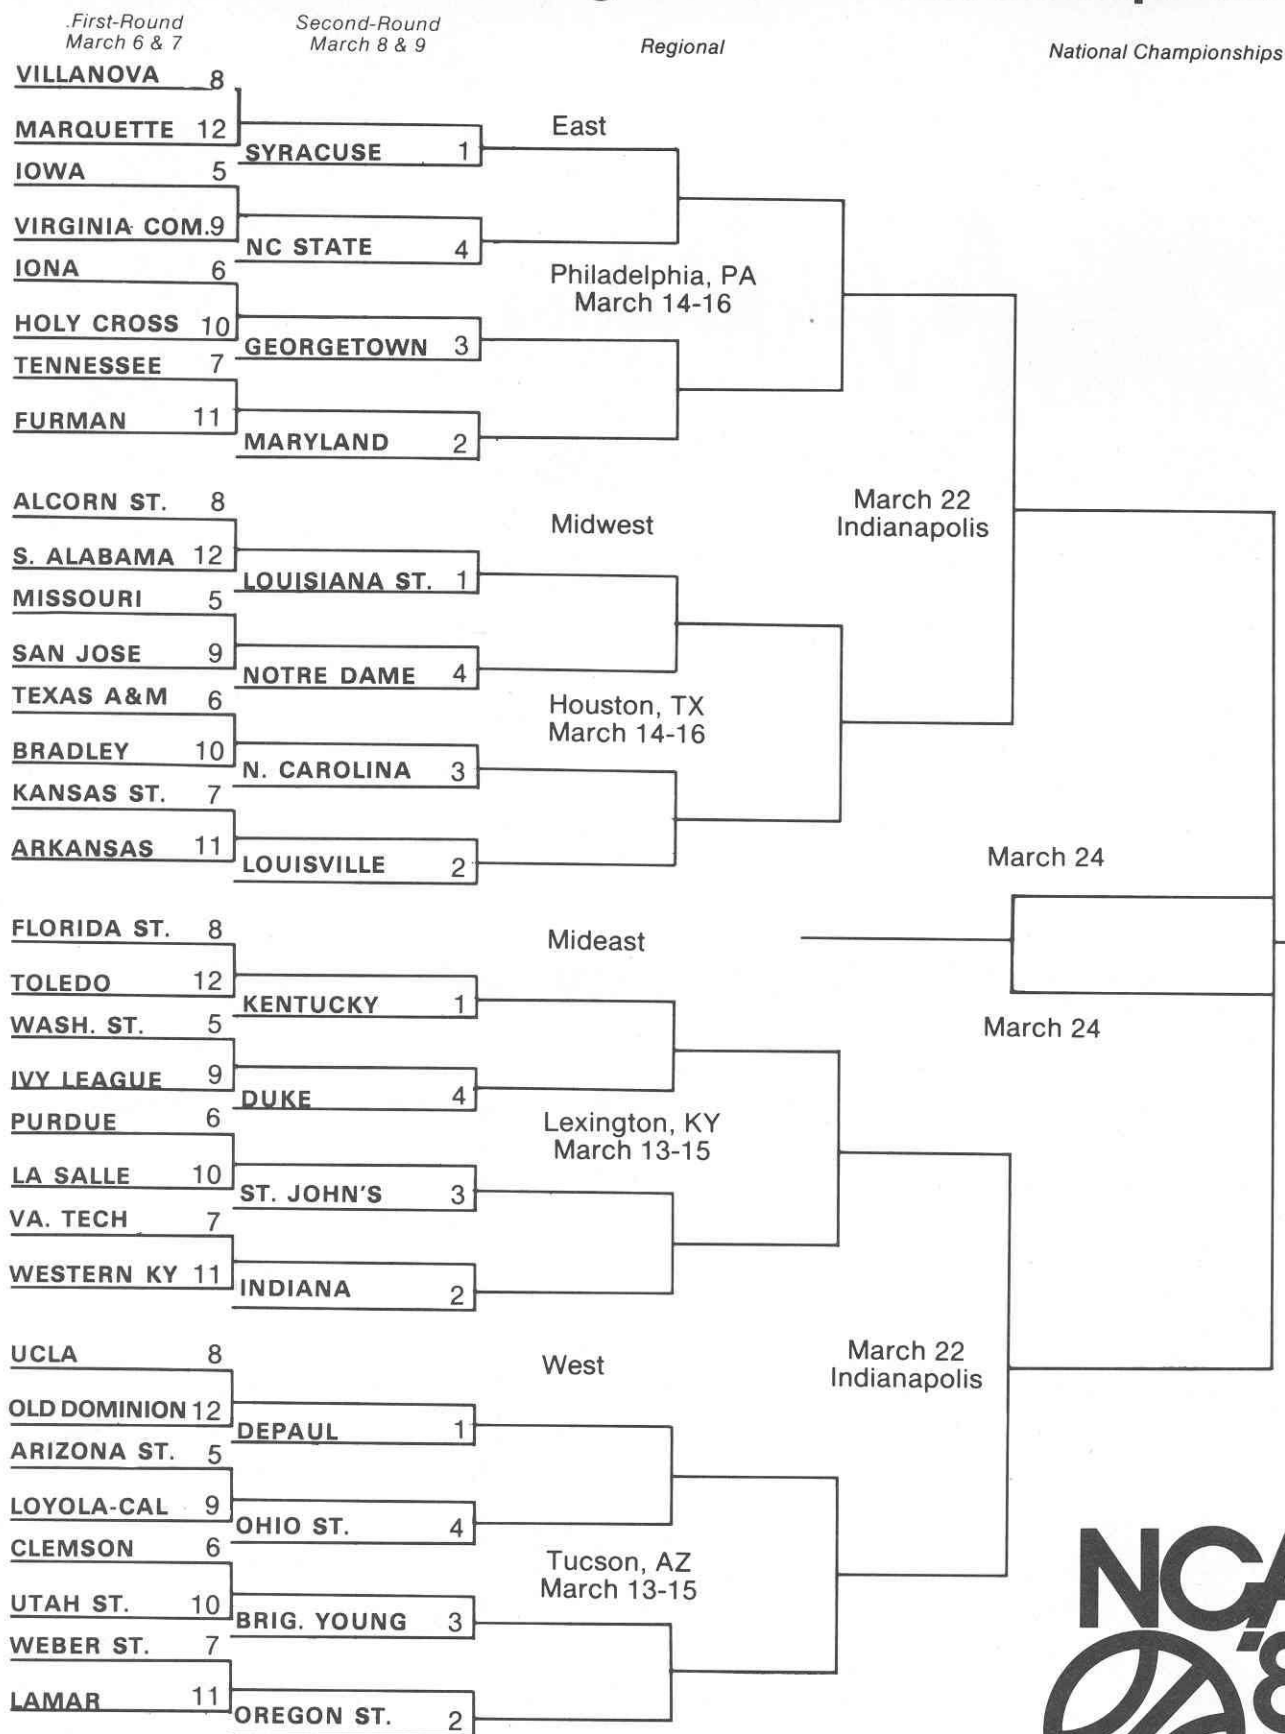 .First-Round
March 6 & 7
Second-Round
March 8 & 9
Regional
National Championships
VILLANOVA 8
MARQUETTE 12
SYRACUSE 1
IOWA 5
VIRGINIA COM. 9
NC STATE 4
IONA 6
HOLY CROSS 10
GEORGETOWN 3
TENNESSEE 7
FURMAN 11
MARYLAND 2
East
Philadelphia, PA
March 14-16
ALCORN ST. 8
S. ALABAMA 12
LOUISIANA ST. 1
MISSOURI 5
SAN JOSE 9
NOTRE DAME 4
TEXAS A&M 6
BRADLEY 10
N. CAROLINA 3
KANSAS ST. 7
ARKANSAS 11
LOUISVILLE 2
Midwest
Houston, TX
March 14-16
March 22
Indianapolis
March 24
March 24
FLORIDA ST. 8
TOLEDO 12
KENTUCKY 1
WASH. ST. 5
IVY LEAGUE 9
DUKE 4
PURDUE 6
LA SALLE 10
ST. JOHN'S 3
VA. TECH 7
WESTERN KY 11
INDIANA 2
Mideast
Lexington, KY
March 13-15
UCLA 8
OLD DOMINION 12
DEPAUL 1
ARIZONA ST. 5
LOYOLA-CAL 9
OHIO ST. 4
CLEMSON 6
UTAH ST. 10
BRIG. YOUNG 3
WEBER ST. 7
LAMAR 11
OREGON ST. 2
West
Tucson, AZ
March 13-15
March 22
Indianapolis
NCA
'8